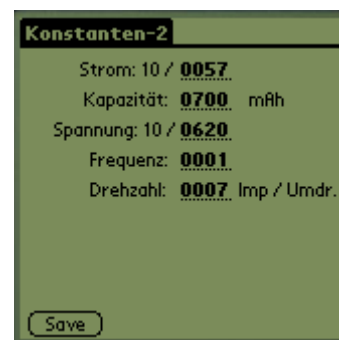 Konstanten-2
Strom: 10 / 0057
Kapazität: 0700 mAh
Spannung: 10 / 0620
Frequenz: 0001
Drehzahl: 0007 Imp / Umdr.
Save